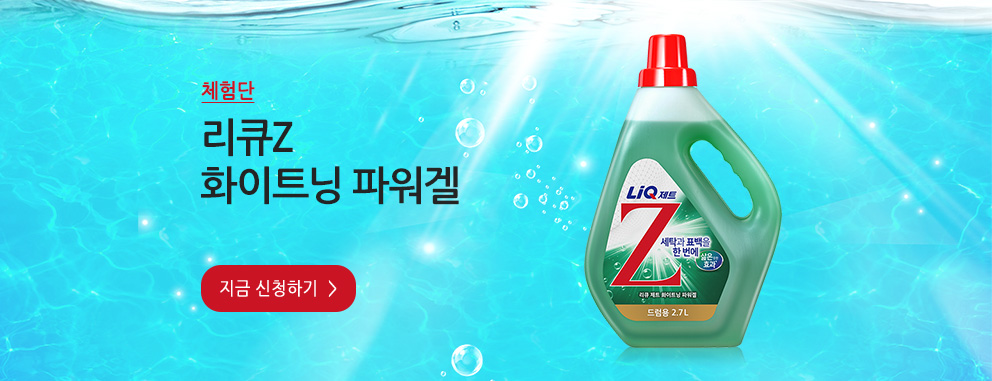 체험단
리큐Z
화이트닝 파워겔
지금 신청하기 >
LiQ 제트
Z
세탁과 표백을
한 번에
삶은
효과
리큐 제트 화이트닝 파워겔
드럼용 2.7L